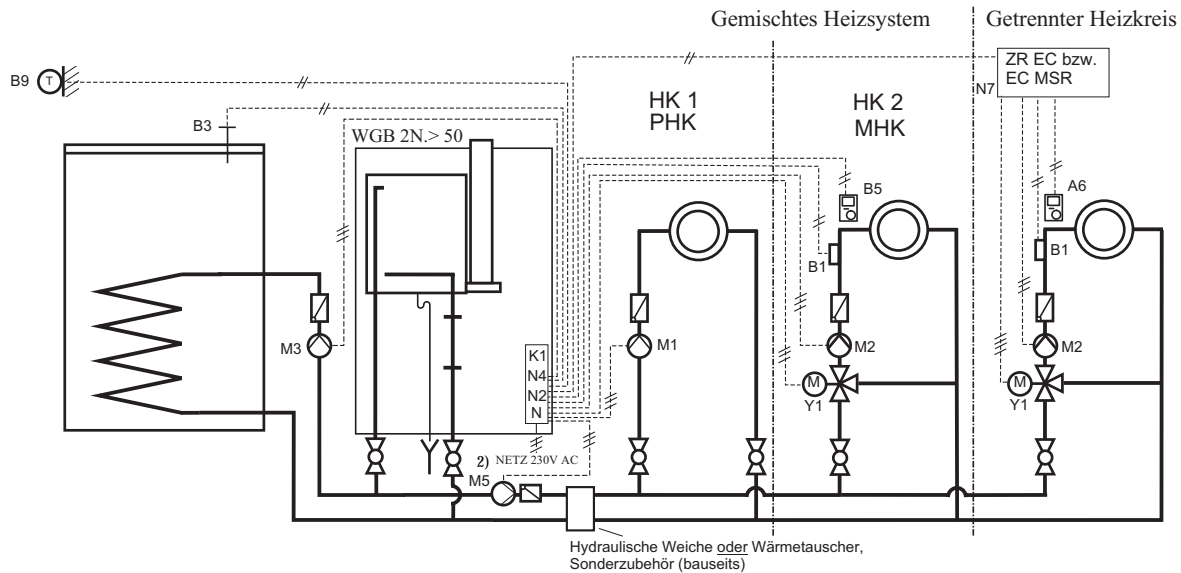 Gemischtes Heizsystem
Getrennter Heizkreis
B9
T
ZR EC bzw.
EC MSR
N7
B3
HK 1
PHK
HK 2
MHK
WGB 2N.> 50
B5
A6
B1
B1
M3
K1
N4
N2
N
M1
M2
M2
M
Y1
M
Y1
2) NETZ 230V AC
M5
Hydraulische Weiche oder Wärmetauscher,
Sonderzubehör (bauseits)